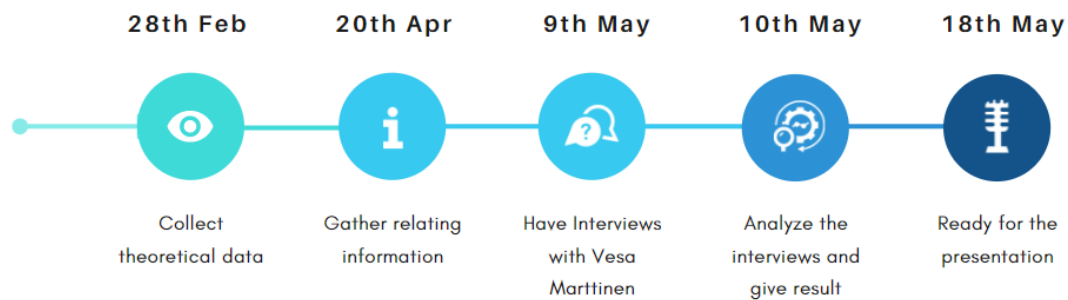 28th Feb
20th Apr
9th May
10th May
18th May
i
?
Collect
theoretical data
Gather relating
information
Have Interviews
with Vesa
Marttinen
Analyze the
interviews and
give result
Ready for the
presentation